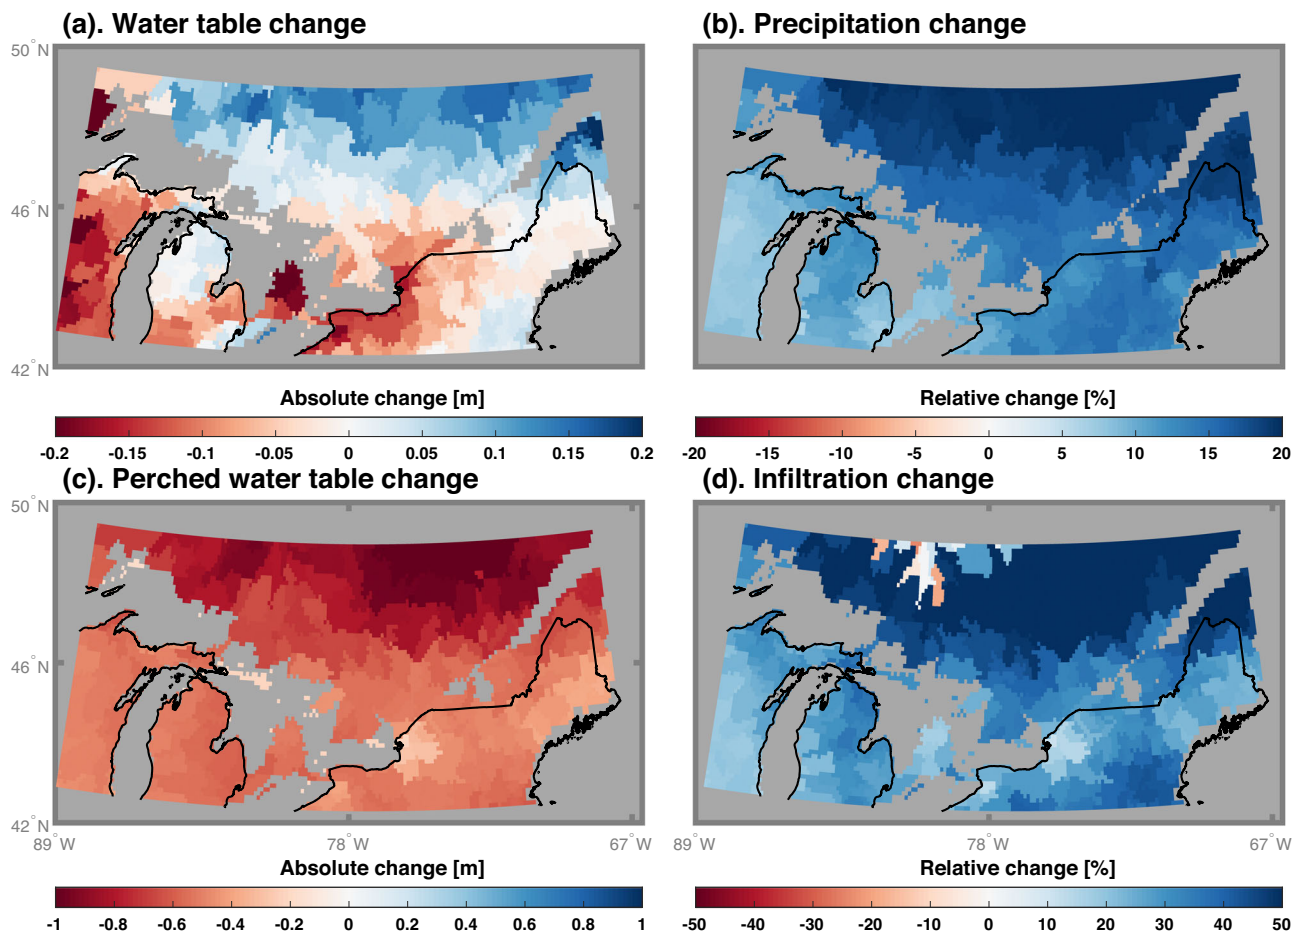 (a). Water table change
(b). Precipitation change
50°N
46°N
42°N
Absolute change [m]
Relative change [%]
-0.2 -0.15 -0.1 -0.05 0 0.05 0.1 0.15 0.2
-20 -15 -10 -5 0 5 10 15 20
(c). Perched water table change
(d). Infiltration change
50°N
46°N
42°N
89°W 78°W 67°W
89°W 78°W 67°W
Absolute change [m]
Relative change [%]
-1 -0.8 -0.6 -0.4 -0.2 0 0.2 0.4 0.6 0.8 1
-50 -40 -30 -20 -10 0 10 20 30 40 50